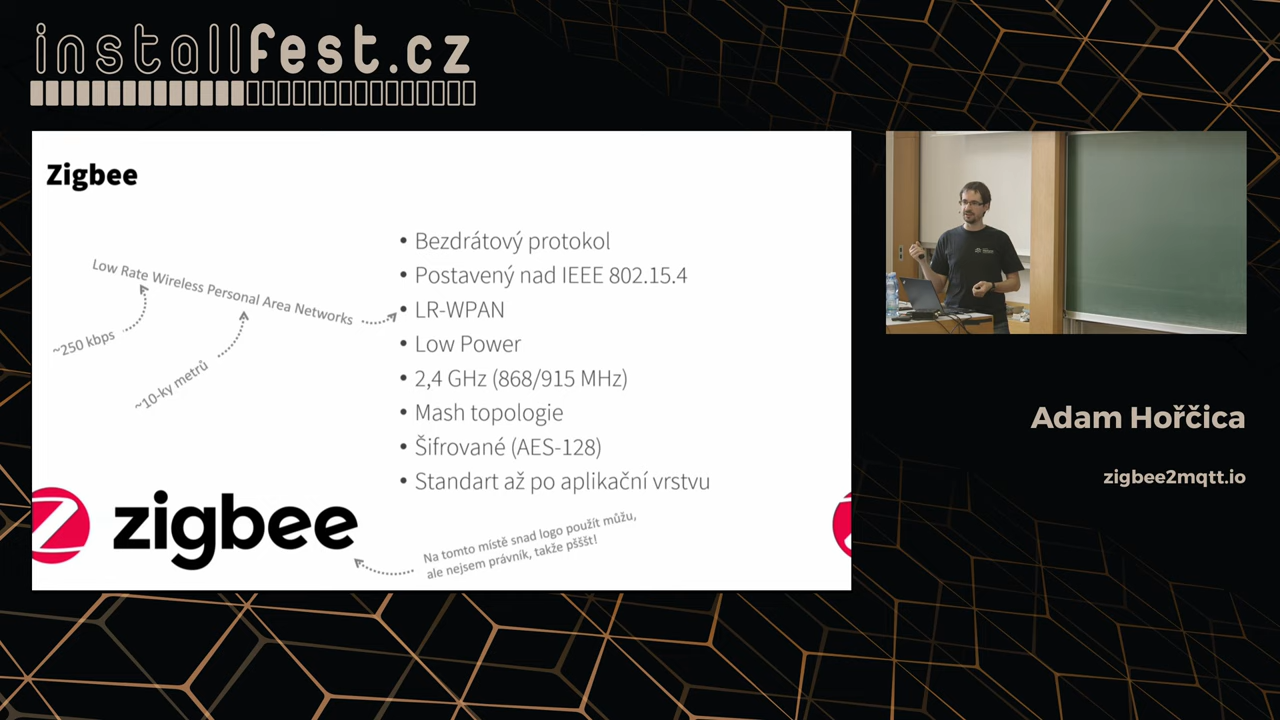 installfest.cz
Zigbee
Low Rate Wireless Personal Area Networks
~250 kbps
~10-ky metrů
• Bezdrátový protokol
• Postavený nad IEEE 802.15.4
• LR-WPAN
• Low Power
• 2,4 GHz (868/915 MHz)
• Mash topologie
• Šifrované (AES-128)
• Standart až po aplikační vrstvu
zigbee
Na tomto místě snad logo použít můžu,
ale nejsem právník, takže pšššt!
Adam Hořčica
zigbee2mqtt.io